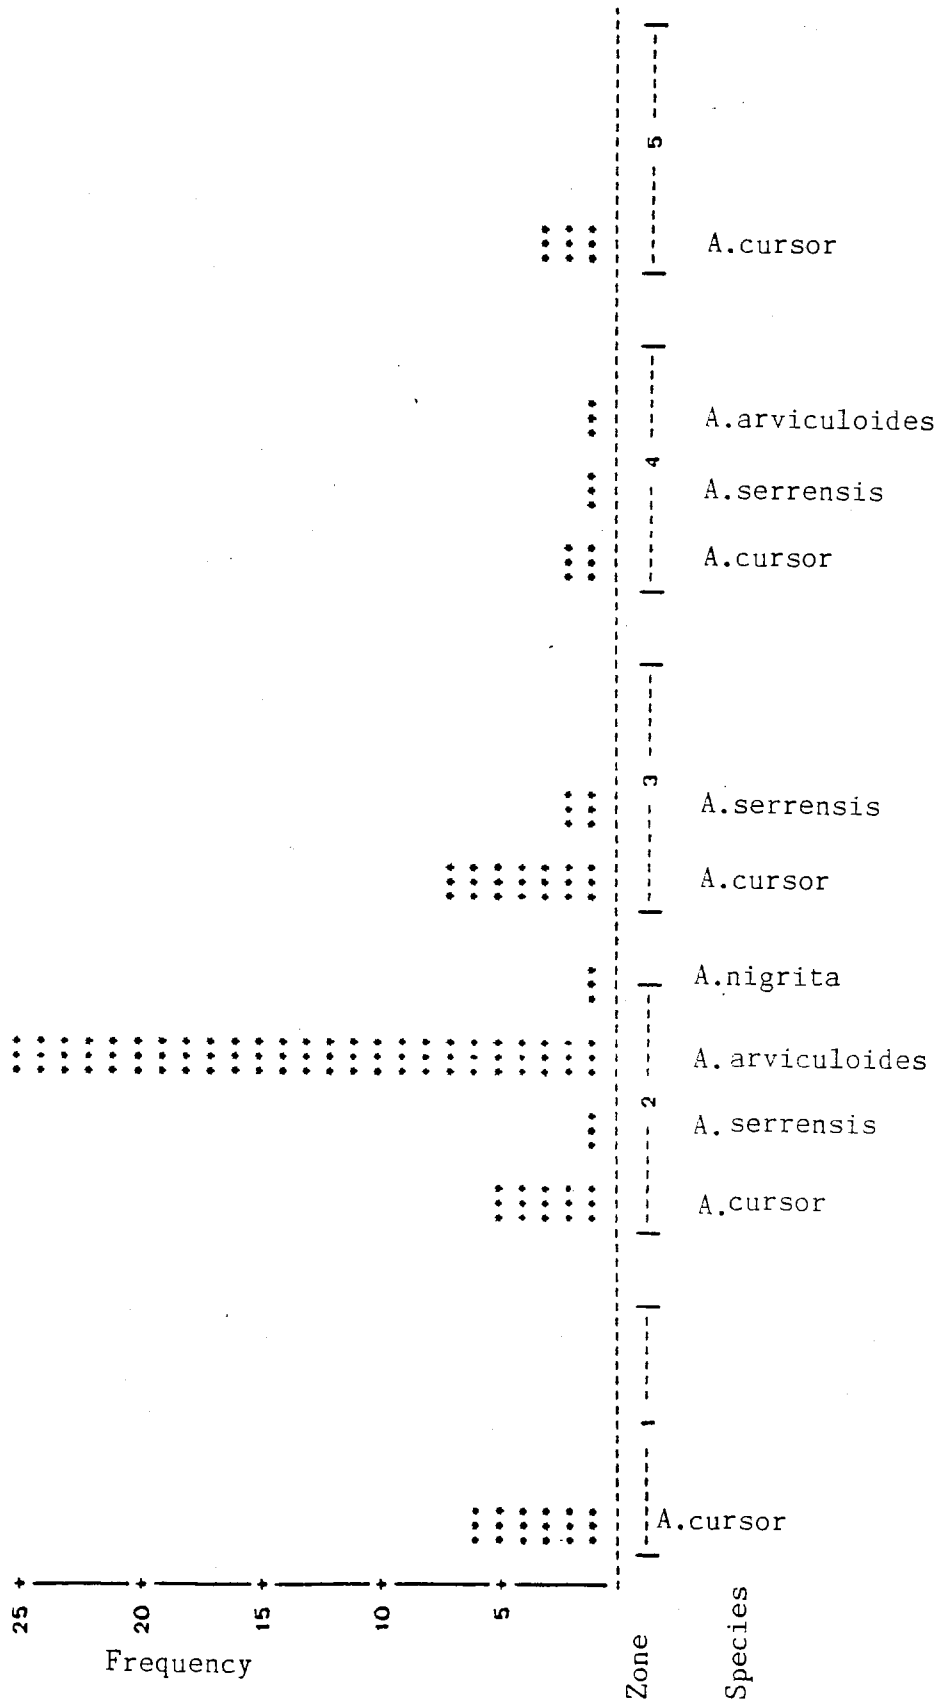 5
A.cursor
A.arviculoides
4
A.serrensis
A.cursor
3
A.serrensis
A.cursor
A.nigrita
A.arviculoides
2
A.serrensis
A.cursor
1
A.cursor
25
20
15
10
5
Frequency
Zone
Species